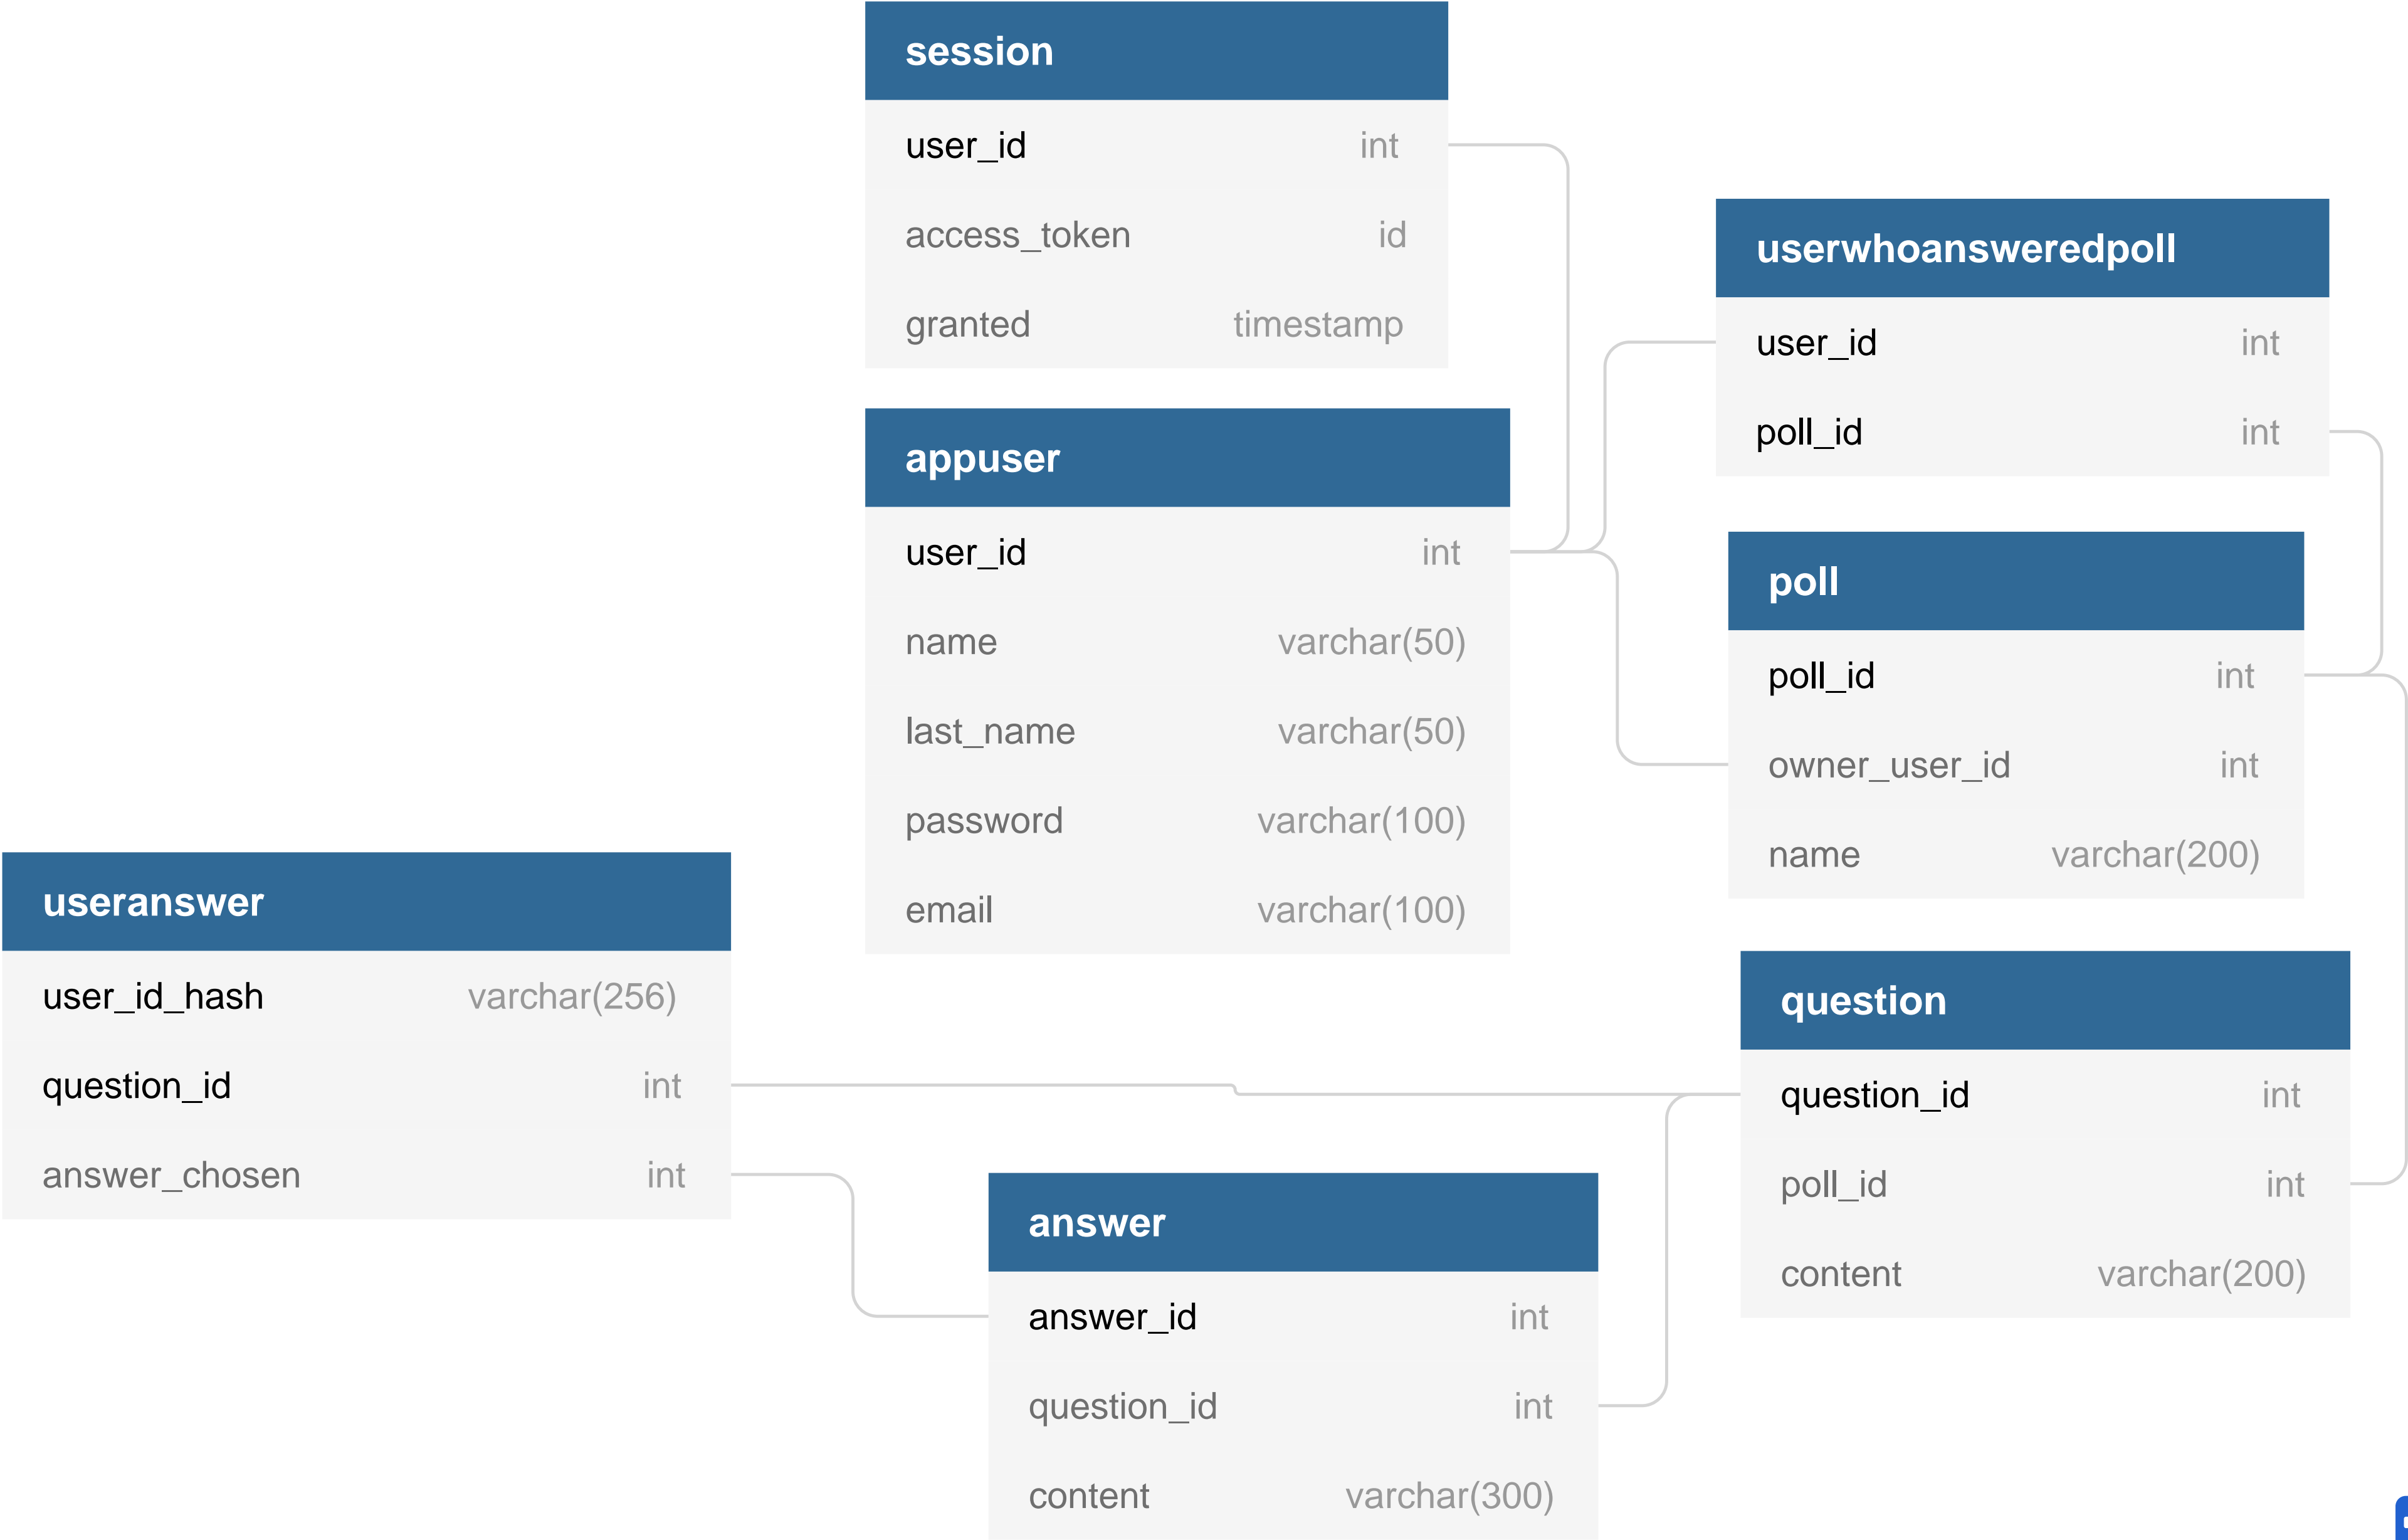 session
user_id int
access_token id
granted timestamp
userwhoansweredpoll
user_id int
poll_id int
appuser
user_id int
name varchar(50)
last_name varchar(50)
password varchar(100)
email varchar(100)
poll
poll_id int
owner_user_id int
name varchar(200)
useranswer
user_id_hash varchar(256)
question_id int
answer_chosen int
question
question_id int
poll_id int
content varchar(200)
answer
answer_id int
question_id int
content varchar(300)